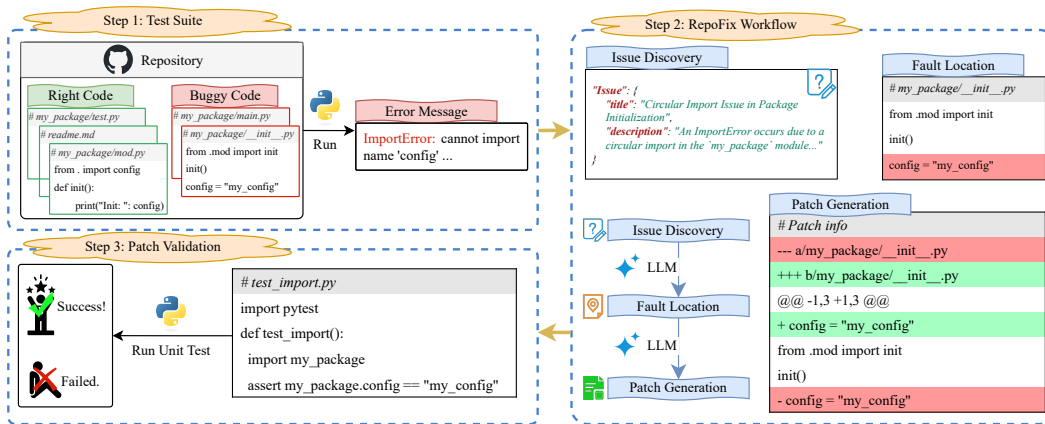 Step 1: Test Suite
Repository
Right Code
# my_package/test.py
# readme.md
# my_package/mod.py
from . import config
def init():
print("Init: ": config)
Buggy Code
# my_package/main.py
# my_package/__init__.py
from .mod import init
init()
config = "my_config"
Run
Error Message
ImportError: cannot import
name 'config' ...
Step 2: RepoFix Workflow
Issue Discovery
"Issue": {
"title": "Circular Import Issue in Package
Initialization",
"description": "An ImportError occurs due to a
circular import in the `my_package` module..."
}
Fault Location
# my_package/__init__.py
from .mod import init
init()
config = "my_config"
Issue Discovery
LLM
Fault Location
LLM
Patch Generation
Patch Generation
# Patch info
--- a/my_package/__init__.py
+++ b/my_package/__init__.py
@@ -1,3 +1,3 @@
+ config = "my_config"
from .mod import init
init()
- config = "my_config"
Step 3: Patch Validation
Success!
Failed.
Run Unit Test
# test_import.py
import pytest
def test_import():
import my_package
assert my_package.config == "my_config"